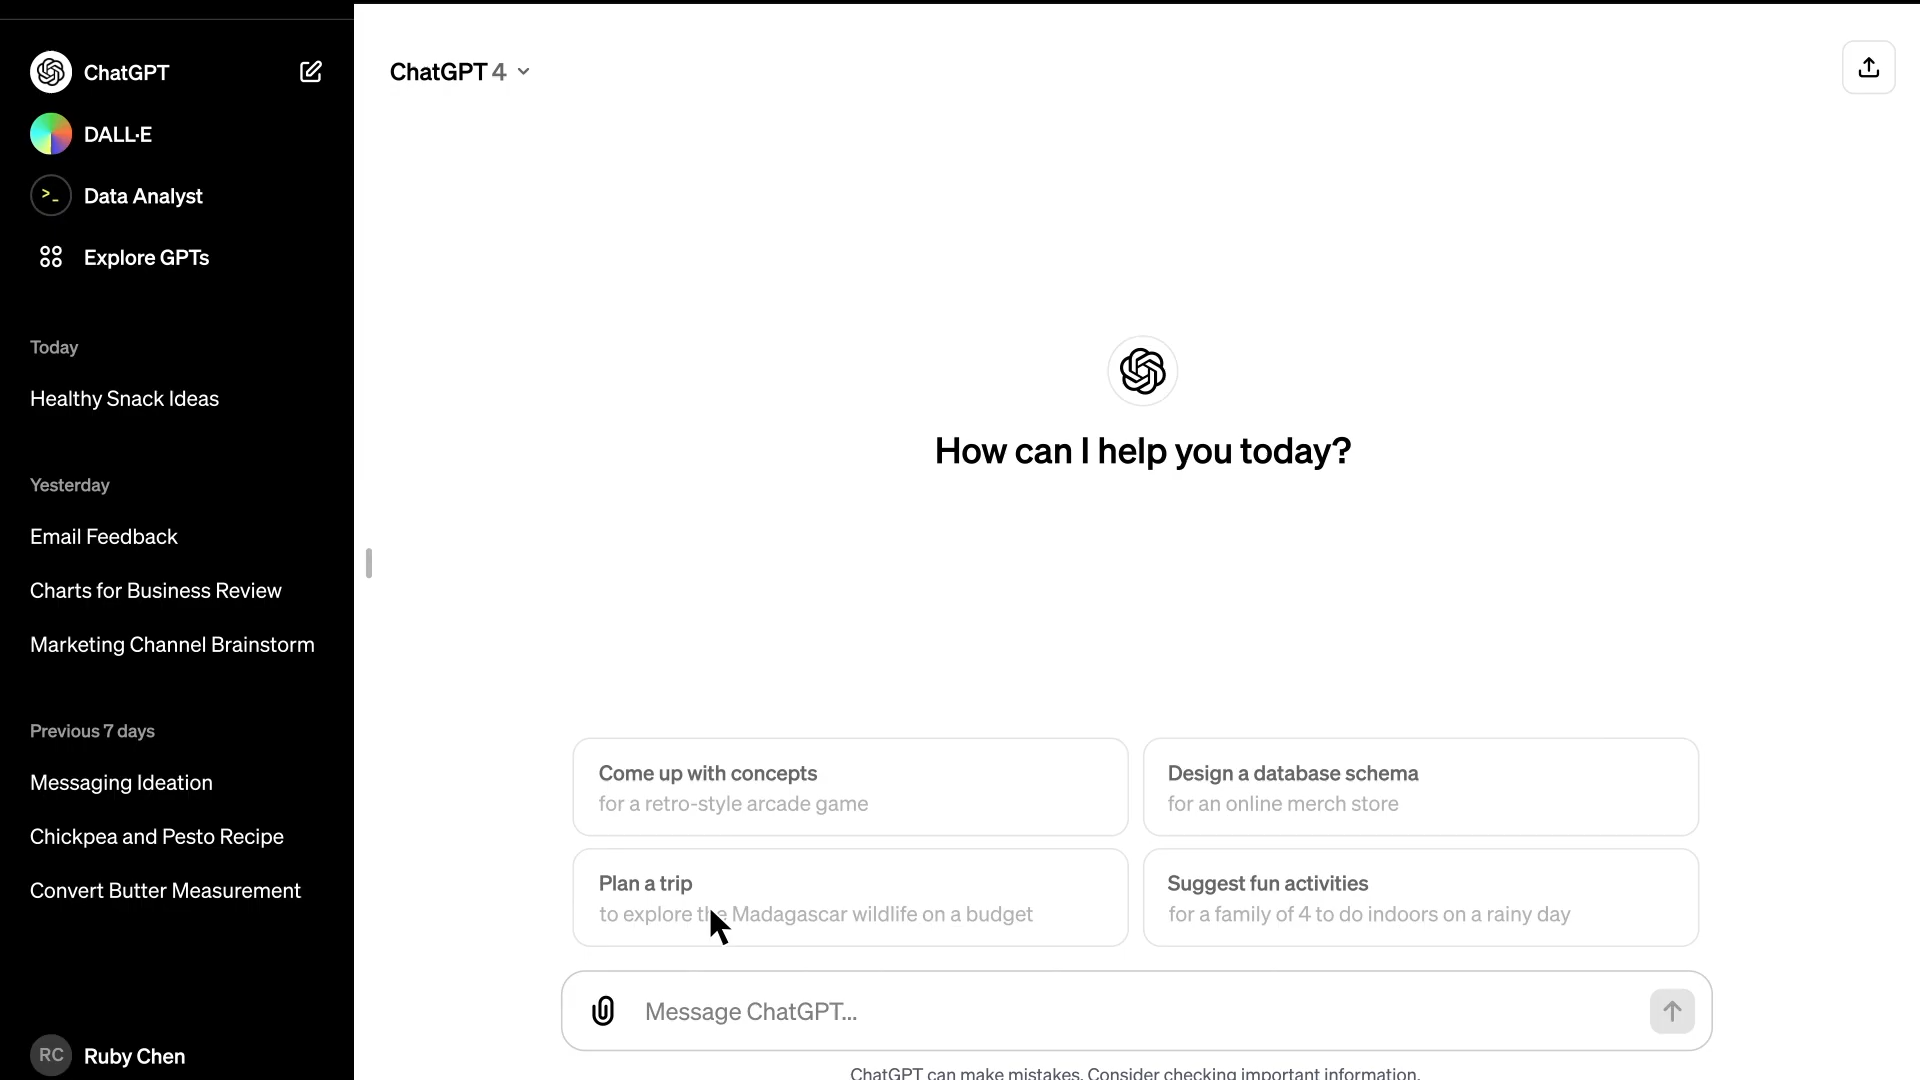 ChatGPT
DALL·E
>_ Data Analyst
Explore GPTs
Today
Healthy Snack Ideas
Yesterday
Email Feedback
Charts for Business Review
Marketing Channel Brainstorm
Previous 7 days
Messaging Ideation
Chickpea and Pesto Recipe
Convert Butter Measurement
RC Ruby Chen
ChatGPT 4
How can I help you today?
Come up with concepts
for a retro-style arcade game
Design a database schema
for an online merch store
Plan a trip
to explore the Madagascar wildlife on a budget
Suggest fun activities
for a family of 4 to do indoors on a rainy day
Message ChatGPT...
ChatGPT can make mistakes. Consider checking important information.